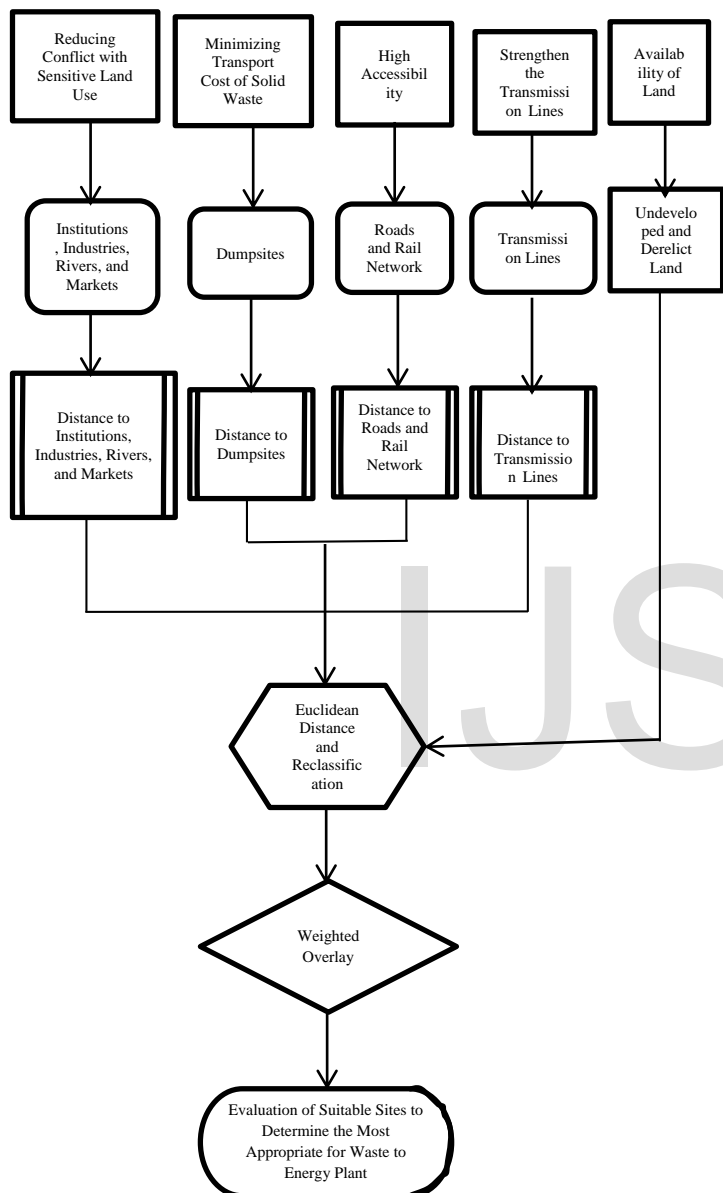 Reducing
Conflict with
Sensitive Land
Use
Minimizing
Transport
Cost of Solid
Waste
High
Accessibil
ity
Strengthen
the
Transmissi
on Lines
Availab
ility of
Land
Institutions
, Industries,
Rivers, and
Markets
Dumpsites
Roads
and Rail
Network
Transmissi
on Lines
Undevelo
ped and
Derelict
Land
Distance to
Institutions,
Industries, Rivers,
and Markets
Distance to
Dumpsites
Distance to
Roads and
Rail
Network
Distance to
Transmissio
n Lines
IJS
Euclidean
Distance
and
Reclassific
ation
Weighted
Overlay
Evaluation of Suitable Sites to
Determine the Most
Appropriate for Waste to
Energy Plant